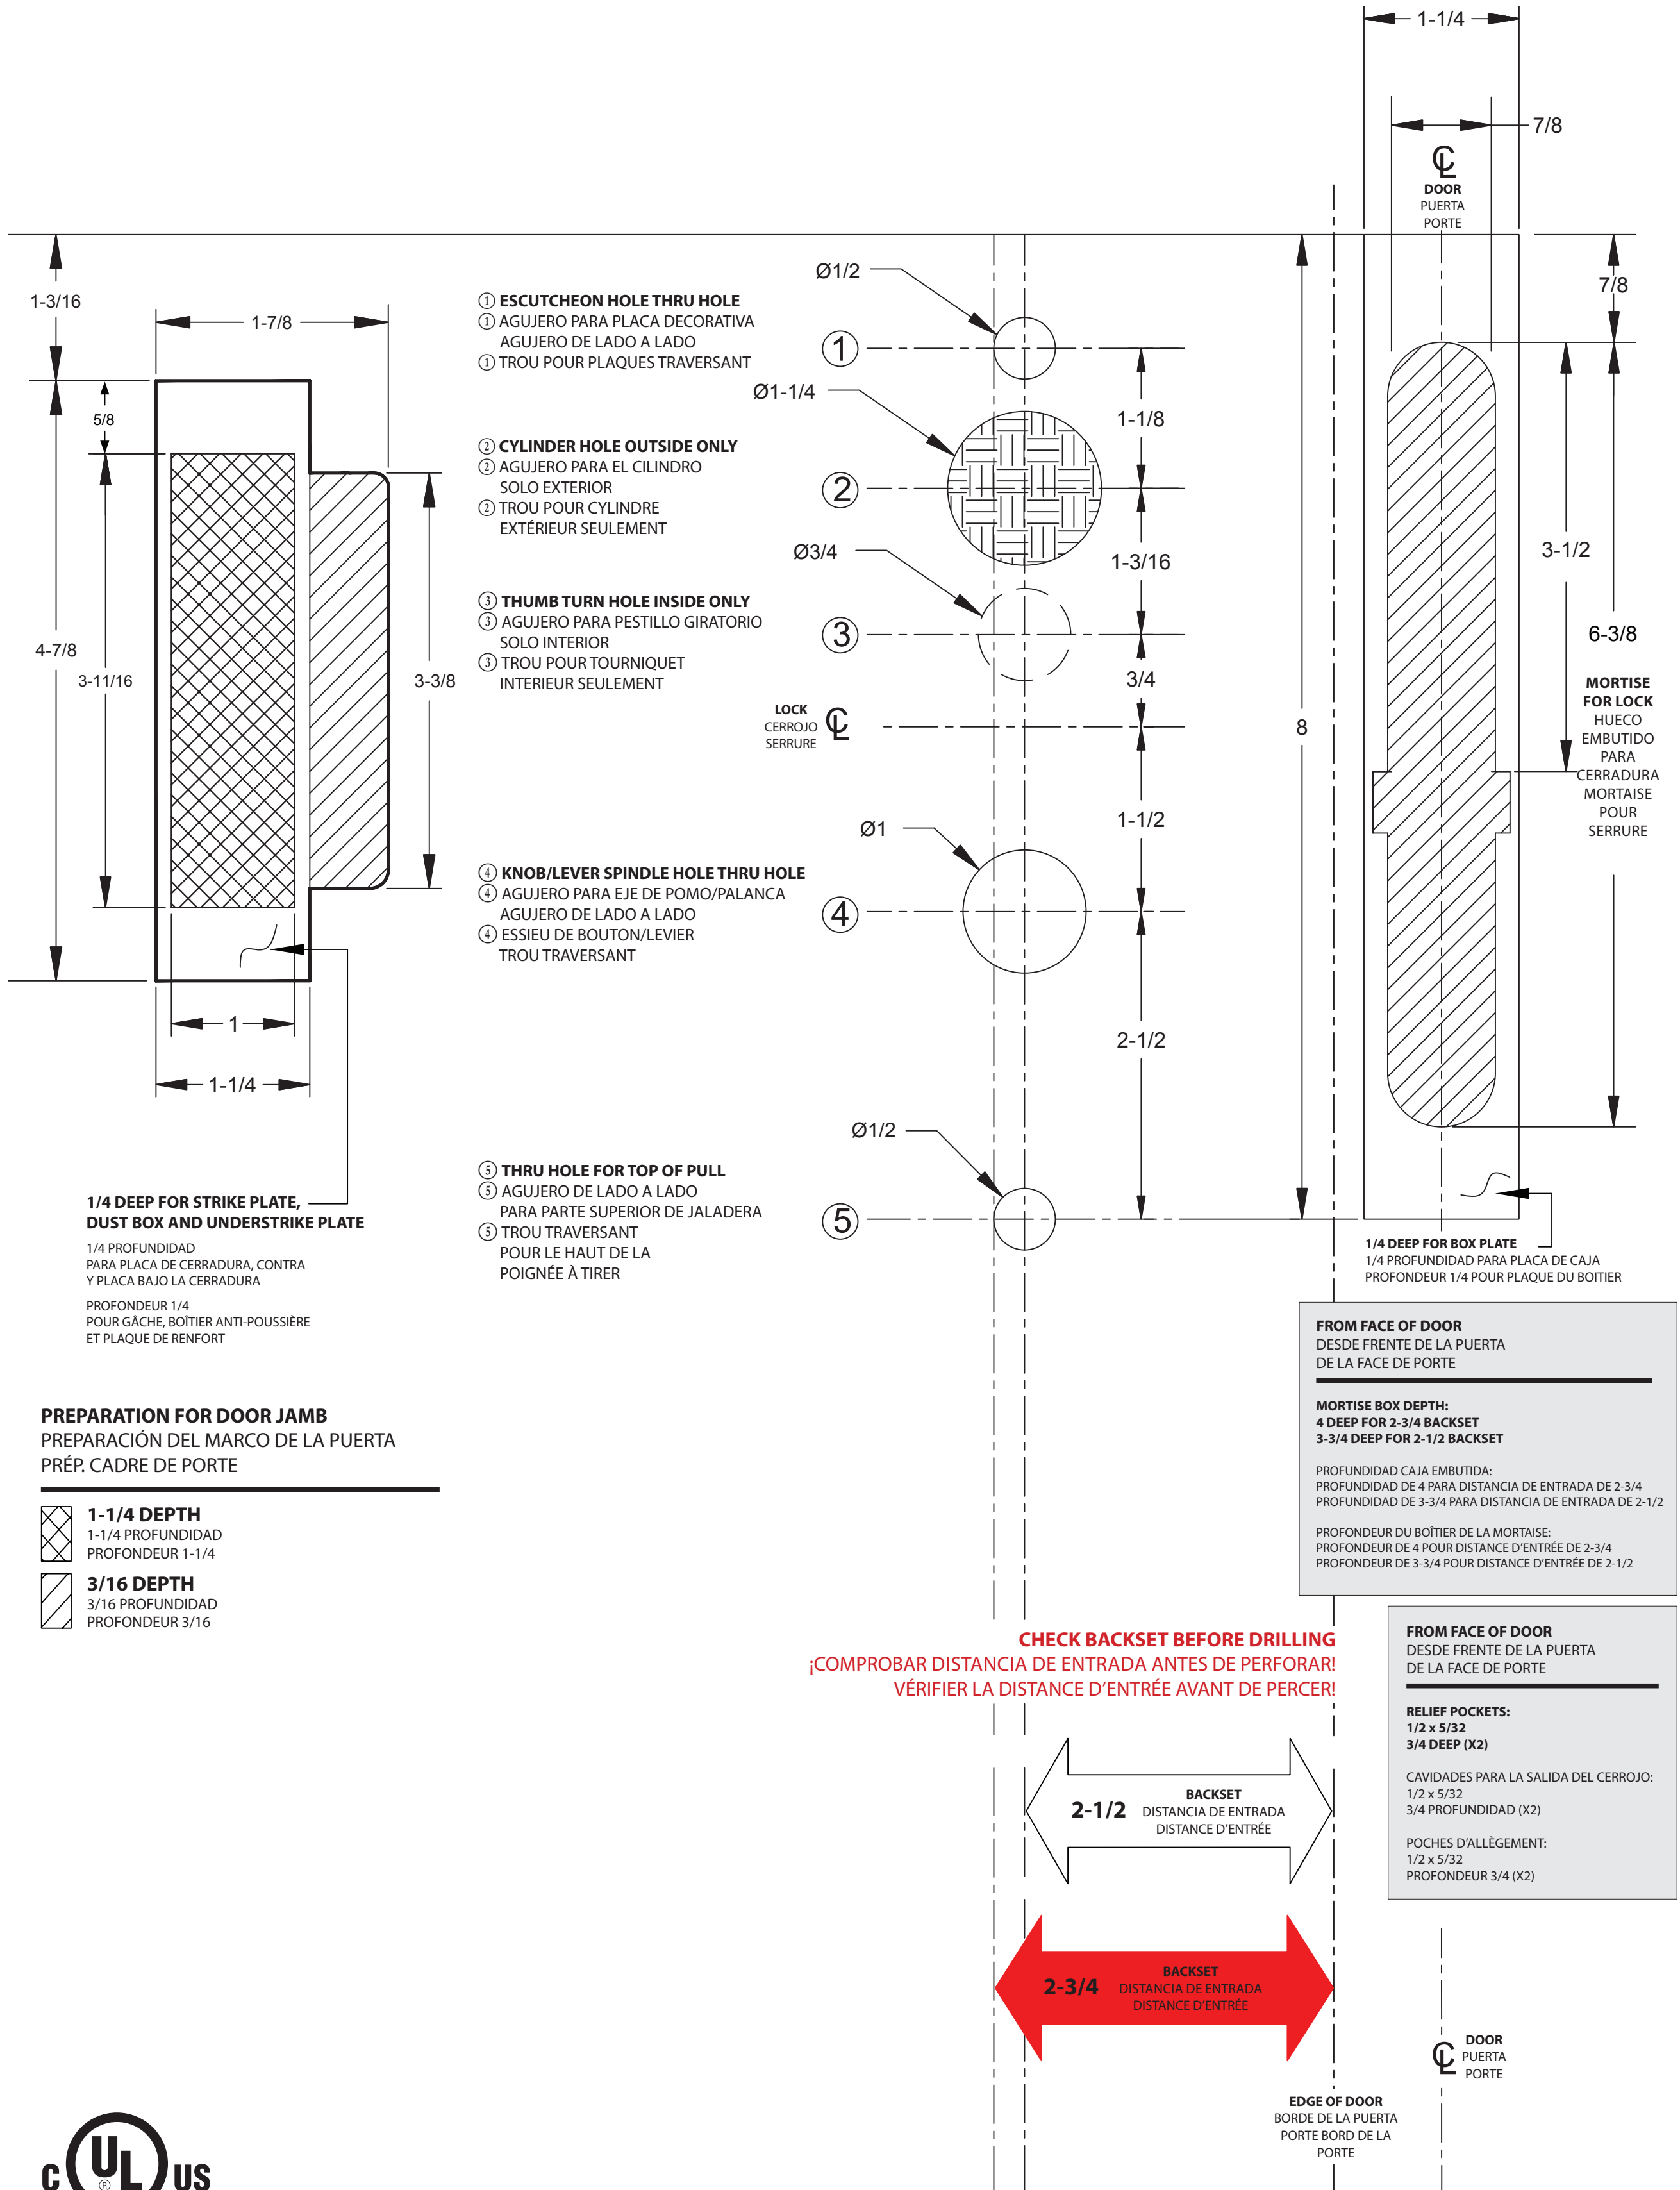 1-1/4
7/8
℄
DOOR
PUERTA
PORTE
1-3/16
1-7/8
5/8
4-7/8
3-11/16
3-3/8
1
1-1/4
1/4 DEEP FOR STRIKE PLATE,
DUST BOX AND UNDERSTRIKE PLATE
1/4 PROFUNDIDAD
PARA PLACA DE CERRADURA, CONTRA
Y PLACA BAJO LA CERRADURA
PROFONDEUR 1/4
POUR GÂCHE, BOÎTIER ANTI-POUSSIÈRE
ET PLAQUE DE RENFORT
PREPARATION FOR DOOR JAMB
PREPARACIÓN DEL MARCO DE LA PUERTA
PRÉP. CADRE DE PORTE
1-1/4 DEPTH
1-1/4 PROFUNDIDAD
PROFONDEUR 1-1/4
3/16 DEPTH
3/16 PROFUNDIDAD
PROFONDEUR 3/16
① ESCUTCHEON HOLE THRU HOLE
① AGUJERO PARA PLACA DECORATIVA
AGUJERO DE LADO A LADO
① TROU POUR PLAQUES TRAVERSANT
② CYLINDER HOLE OUTSIDE ONLY
② AGUJERO PARA EL CILINDRO
SOLO EXTERIOR
② TROU POUR CYLINDRE
EXTÉRIEUR SEULEMENT
③ THUMB TURN HOLE INSIDE ONLY
③ AGUJERO PARA PESTILLO GIRATORIO
SOLO INTERIOR
③ TROU POUR TOURNIQUET
INTERIEUR SEULEMENT
LOCK
CERROJO
SERRURE
℄
④ KNOB/LEVER SPINDLE HOLE THRU HOLE
④ AGUJERO PARA EJE DE POMO/PALANCA
AGUJERO DE LADO A LADO
④ ESSIEU DE BOUTON/LEVIER
TROU TRAVERSANT
⑤ THRU HOLE FOR TOP OF PULL
⑤ AGUJERO DE LADO A LADO
PARA PARTE SUPERIOR DE JALADERA
⑤ TROU TRAVERSANT
POUR LE HAUT DE LA
POIGNÉE À TIRER
Ø1/2
①
Ø1-1/4
1-1/8
②
Ø3/4
1-3/16
③
3/4
Ø1
1-1/2
④
2-1/2
Ø1/2
⑤
8
7/8
3-1/2
6-3/8
MORTISE
FOR LOCK
HUECO
EMBUTIDO
PARA
CERRADURA
MORTAISE
POUR
SERRURE
1/4 DEEP FOR BOX PLATE
1/4 PROFUNDIDAD PARA PLACA DE CAJA
PROFONDEUR 1/4 POUR PLAQUE DU BOITIER
FROM FACE OF DOOR
DESDE FRENTE DE LA PUERTA
DE LA FACE DE PORTE
MORTISE BOX DEPTH:
4 DEEP FOR 2-3/4 BACKSET
3-3/4 DEEP FOR 2-1/2 BACKSET
PROFUNDIDAD CAJA EMBUTIDA:
PROFUNDIDAD DE 4 PARA DISTANCIA DE ENTRADA DE 2-3/4
PROFUNDIDAD DE 3-3/4 PARA DISTANCIA DE ENTRADA DE 2-1/2
PROFONDEUR DU BOÎTIER DE LA MORTAISE:
PROFONDEUR DE 4 POUR DISTANCE D’ENTRÉE DE 2-3/4
PROFONDEUR DE 3-3/4 POUR DISTANCE D’ENTRÉE DE 2-1/2
CHECK BACKSET BEFORE DRILLING
¡COMPROBAR DISTANCIA DE ENTRADA ANTES DE PERFORAR!
VÉRIFIER LA DISTANCE D’ENTRÉE AVANT DE PERCER!
FROM FACE OF DOOR
DESDE FRENTE DE LA PUERTA
DE LA FACE DE PORTE
RELIEF POCKETS:
1/2 x 5/32
3/4 DEEP (X2)
CAVIDADES PARA LA SALIDA DEL CERROJO:
1/2 x 5/32
3/4 PROFUNDIDAD (X2)
POCHES D’ALLÈGEMENT:
1/2 x 5/32
PROFONDEUR 3/4 (X2)
2-1/2
BACKSET
DISTANCIA DE ENTRADA
DISTANCE D’ENTRÉE
2-3/4
BACKSET
DISTANCIA DE ENTRADA
DISTANCE D’ENTRÉE
℄
DOOR
PUERTA
PORTE
EDGE OF DOOR
BORDE DE LA PUERTA
PORTE BORD DE LA
PORTE
C UL ® US